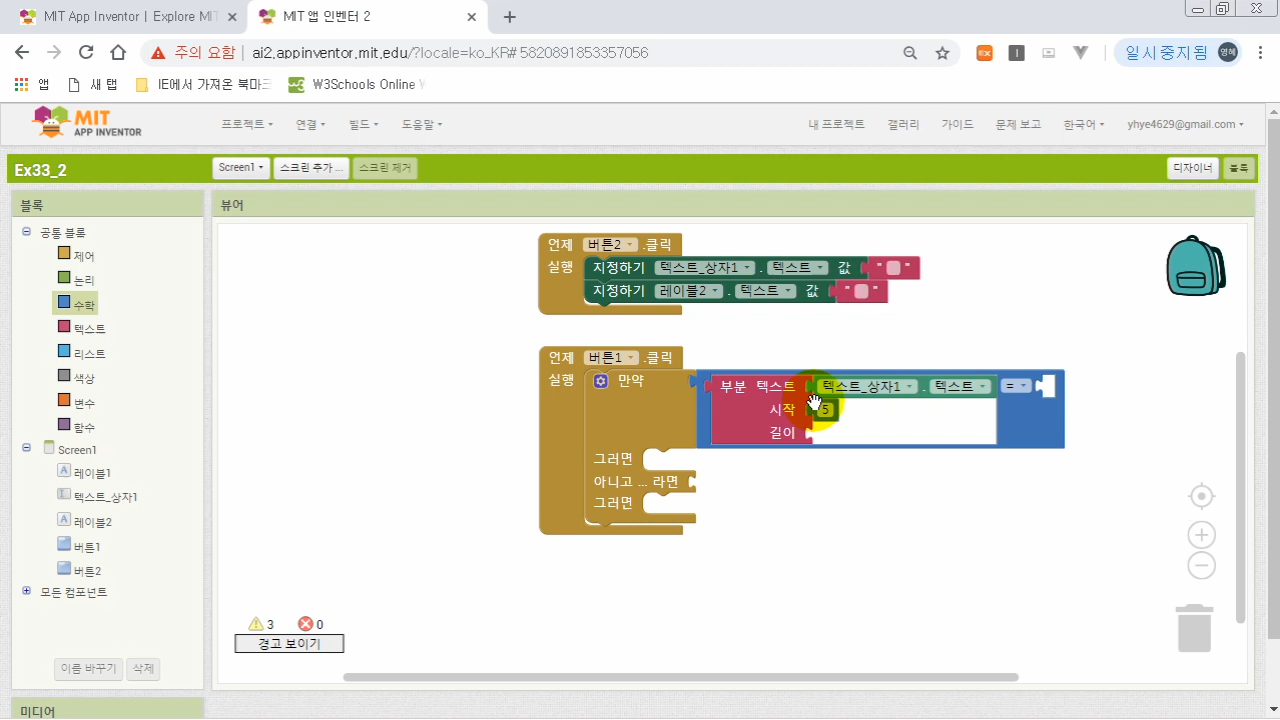 MIT App Inventor | Explore MIT
MIT 앱 인벤터 2
주의 요함 | ai2.appinventor.mit.edu/?locale=ko_KR#5820891853357056
일시중지됨 영혜
앱 새 탭 IE에서 가져온 북마크 W3Schools Online
MIT
APP INVENTOR
프로젝트 연결 빌드 도움말 내 프로젝트 갤러리 가이드 문제 보고 한국어 yhye4629@gmail.com
Ex33_2 Screen1 스크린 추가 ... 스크린 제거 디자이너 블록
블록 뷰어
공통 블록
제어
논리
수학
텍스트
리스트
색상
변수
함수
Screen1
레이블1
텍스트_상자1
레이블2
버튼1
버튼2
모든 컴포넌트
이름 바꾸기 삭제
미디어
언제 버튼2 .클릭
실행 지정하기 텍스트_상자1 . 텍스트 값 " "
지정하기 레이블2 . 텍스트 값 " "
언제 버튼1 .클릭
실행 만약 부분 텍스트 텍스트_상자1 . 텍스트 =
시작 5
길이
그러면
아니고 ... 라면
그러면
3 0
경고 보이기